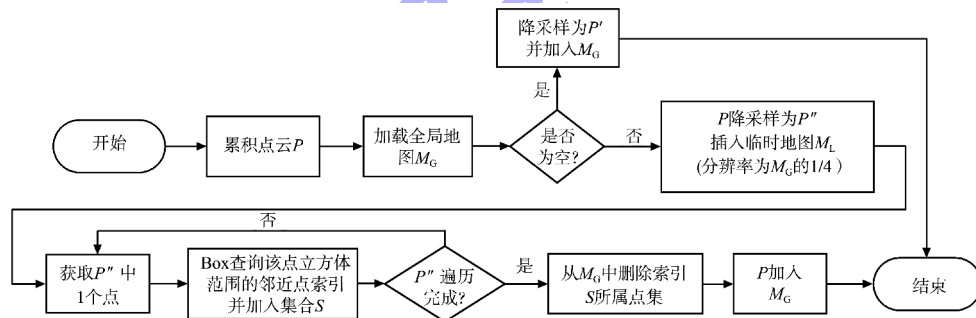 降采样为P′
并加入M_G
是
开始
累积点云P
加载全局地
图M_G
是否
为空?
否
P降采样为P″
插入临时地图M_L
(分辨率为M_G的1/4)
否
获取P″中
1个点
Box查询该点立方体
范围的邻近点索引
并加入集合S
P″遍历
完成?
是
从M_G中删除索引
S所属点集
P加入
M_G
结束